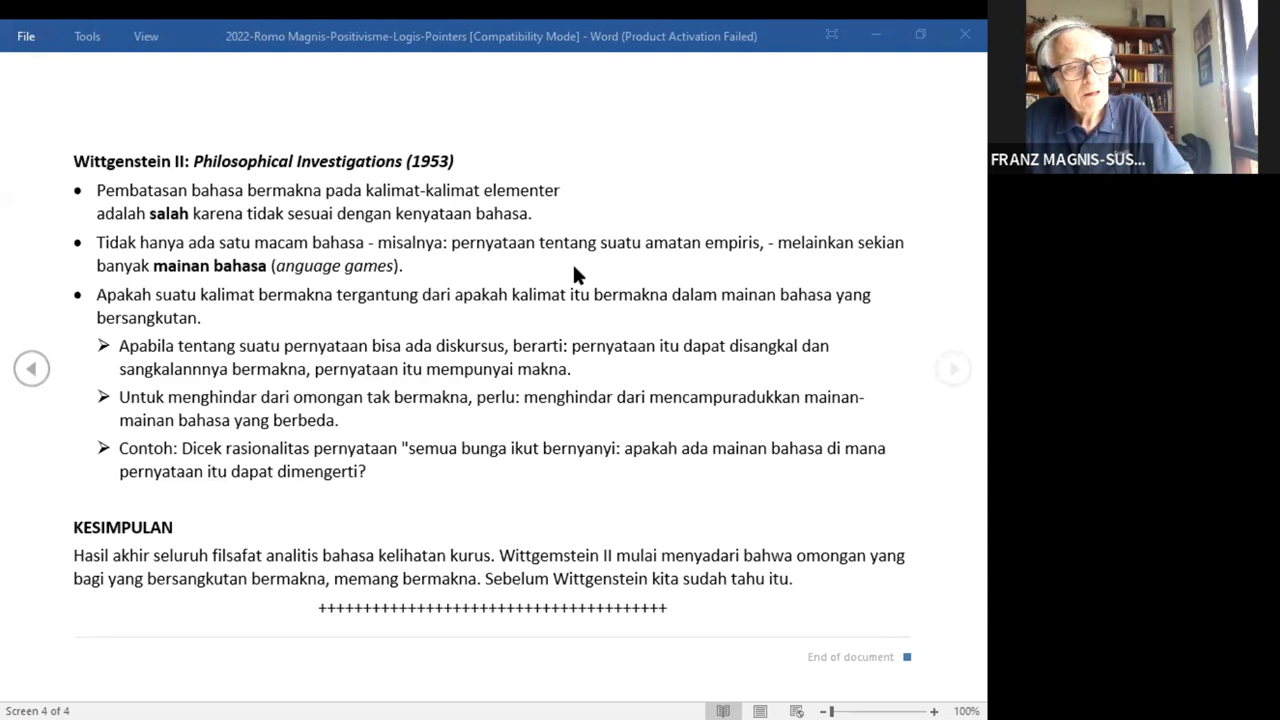 File Tools View 2022-Romo Magnis-Positivisme-Logis-Pointers [Compatibility Mode] - Word (Product Activation Failed)
FRANZ MAGNIS-SUS...
Wittgenstein II: Philosophical Investigations (1953)
• Pembatasan bahasa bermakna pada kalimat-kalimat elementer
adalah salah karena tidak sesuai dengan kenyataan bahasa.
• Tidak hanya ada satu macam bahasa - misalnya: pernyataan tentang suatu amatan empiris, - melainkan sekian
banyak mainan bahasa (anguage games).
• Apakah suatu kalimat bermakna tergantung dari apakah kalimat itu bermakna dalam mainan bahasa yang
bersangkutan.
➢ Apabila tentang suatu pernyataan bisa ada diskursus, berarti: pernyataan itu dapat disangkal dan
sangkalannnya bermakna, pernyataan itu mempunyai makna.
➢ Untuk menghindar dari omongan tak bermakna, perlu: menghindar dari mencampuradukkan mainan-
mainan bahasa yang berbeda.
➢ Contoh: Dicek rasionalitas pernyataan "semua bunga ikut bernyanyi: apakah ada mainan bahasa di mana
pernyataan itu dapat dimengerti?
KESIMPULAN
Hasil akhir seluruh filsafat analitis bahasa kelihatan kurus. Wittgemstein II mulai menyadari bahwa omongan yang
bagi yang bersangkutan bermakna, memang bermakna. Sebelum Wittgenstein kita sudah tahu itu.
+++++++++++++++++++++++++++++++++++++++
End of document
Screen 4 of 4 100%